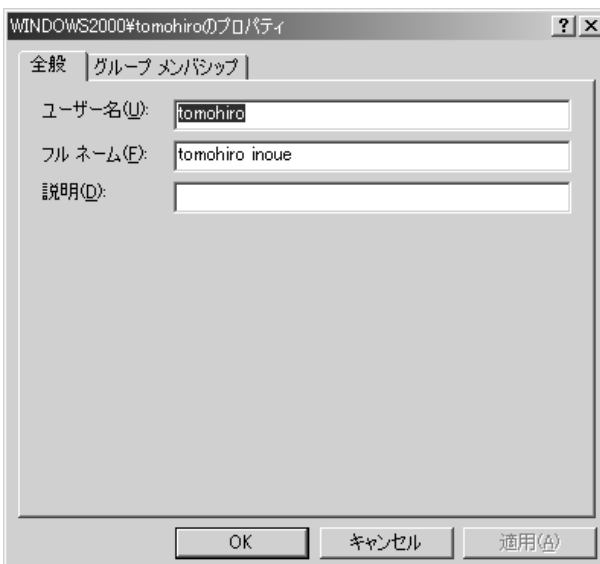 WINDOWS2000¥tomohiroのプロパティ
全般 グループ メンバシップ
ユーザー名(U): tomohiro
フル ネーム(F): tomohiro inoue
説明(D):
OK キャンセル 適用(A)